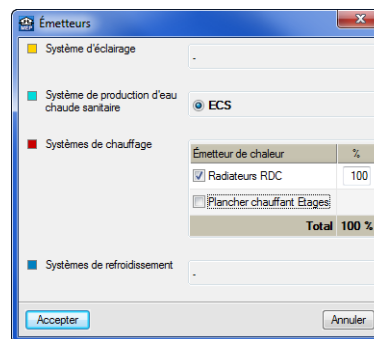 Émetteurs
Système d'éclairage
-
Système de production d'eau
chaude sanitaire
ECS
Systèmes de chauffage
Émetteur de chaleur %
Radiateurs RDC 100
Plancher chauffant Etages
Total 100 %
Systèmes de refroidissement
-
Accepter Annuler